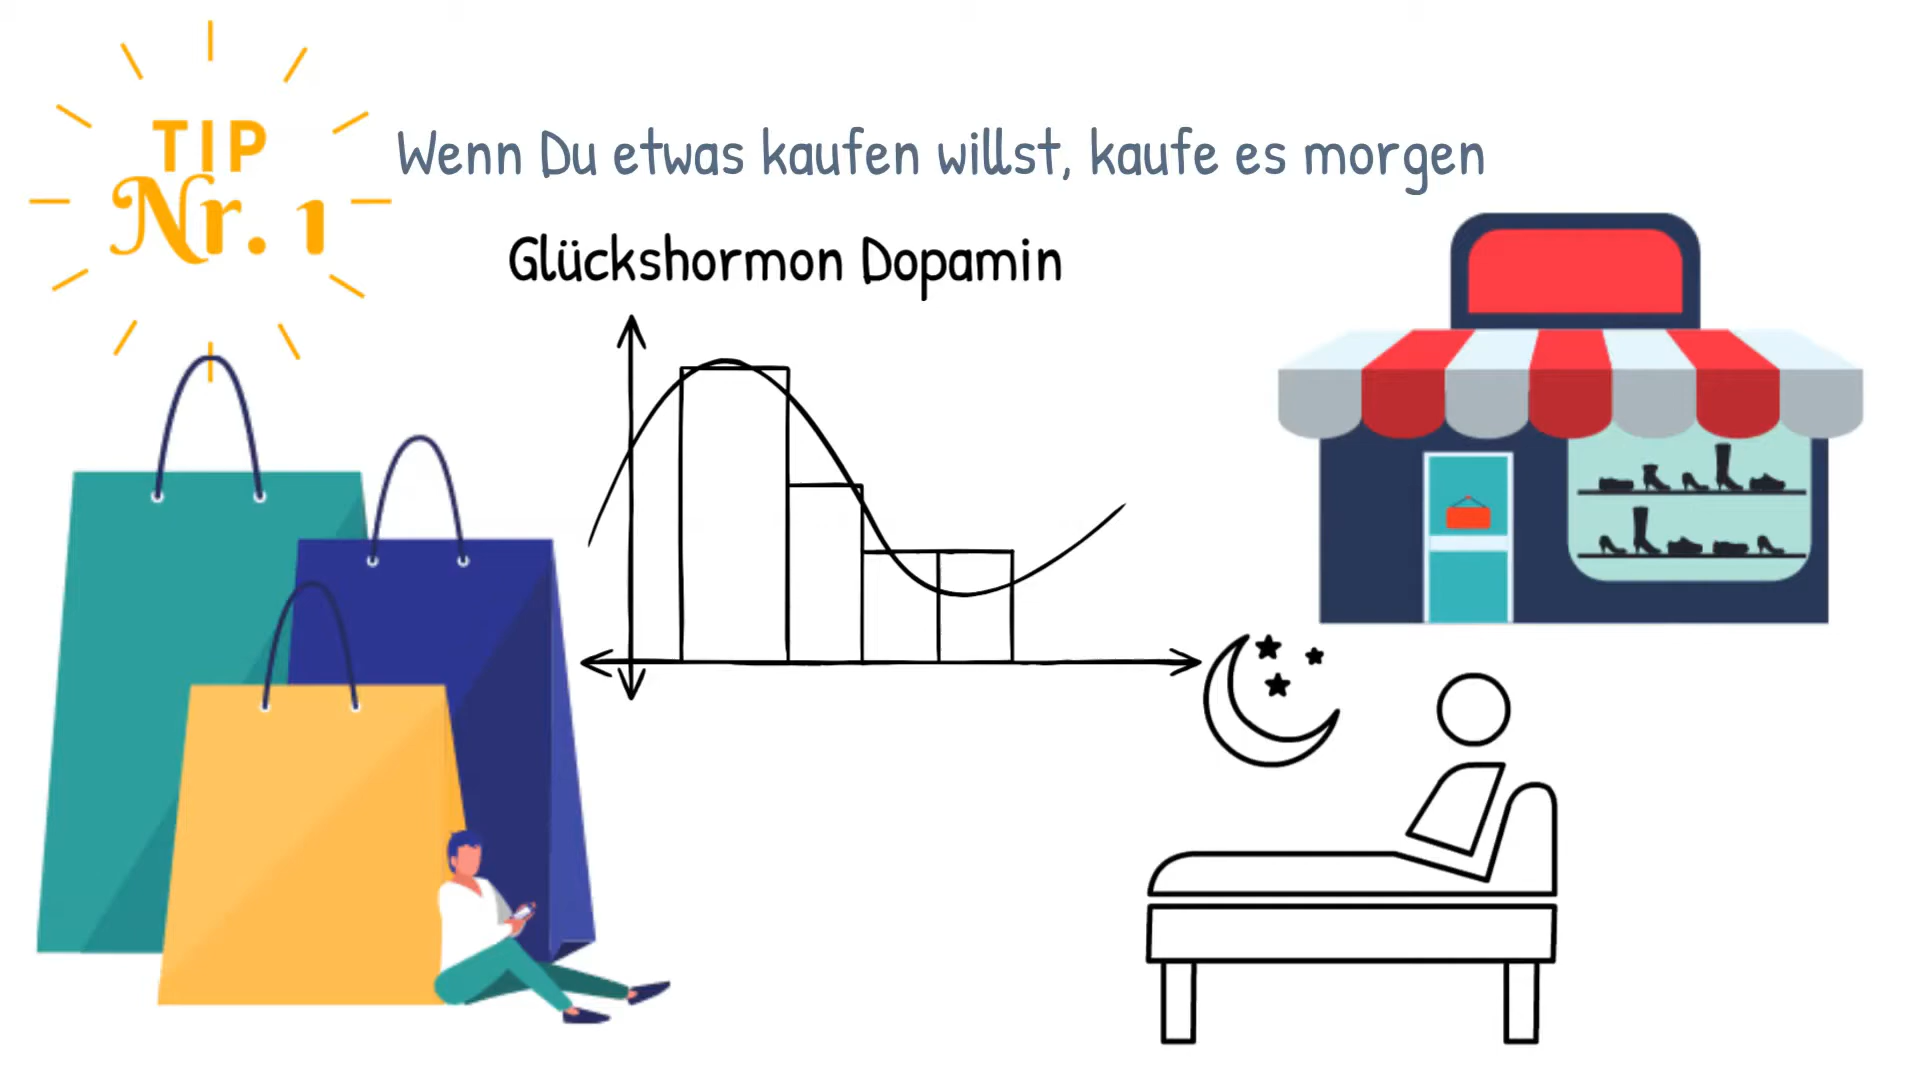 TIP
Nr. 1
Wenn Du etwas kaufen willst, kaufe es morgen
Glückshormon Dopamin